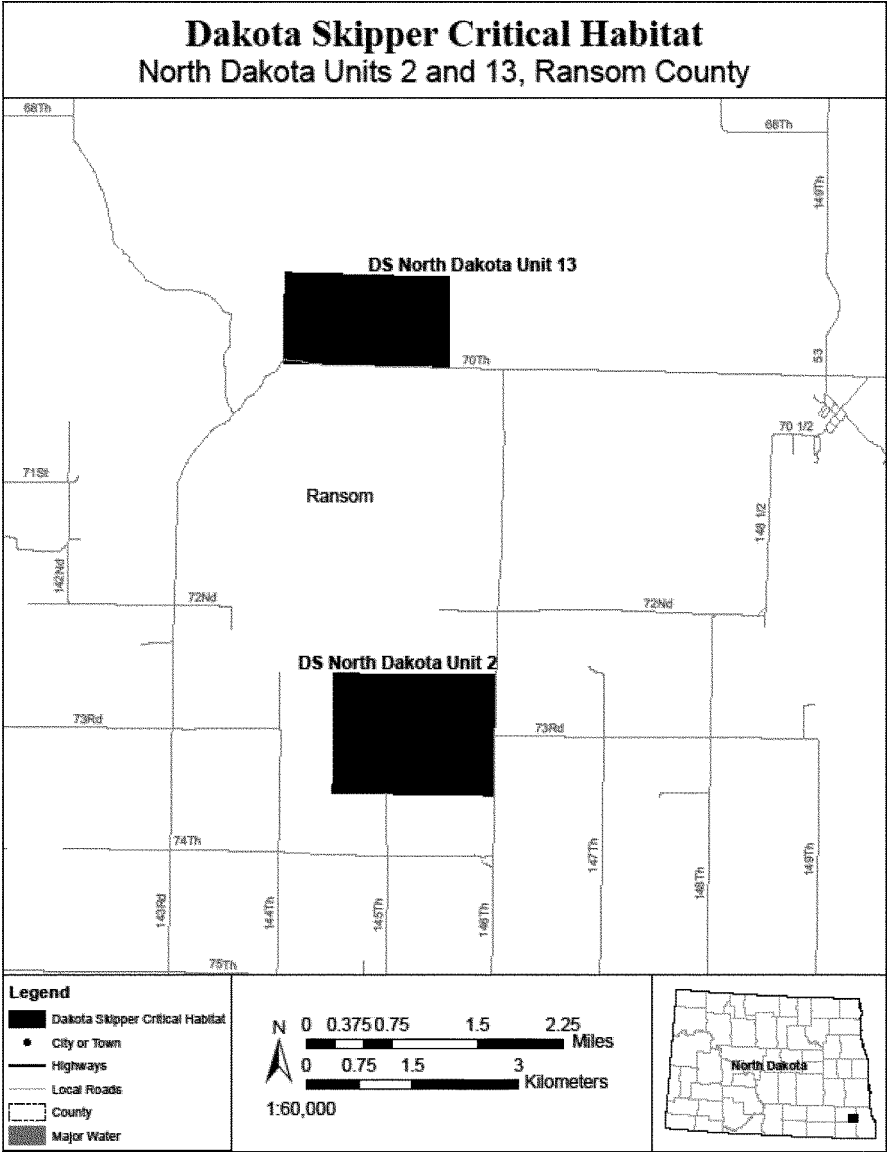 Dakota Skipper Critical Habitat
North Dakota Units 2 and 13, Ransom County
68Th
68Th
149Th
DS North Dakota Unit 13
70Th
53
70 1/2
71St
Ransom
148 1/2
142Nd
72Nd
72Nd
DS North Dakota Unit 2
73Rd
73Rd
74Th
147Th
148Th
149Th
143Rd
144Th
145Th
146Th
75Th
Legend
Dakota Skipper Critical Habitat
City or Town
Highways
Local Roads
County
Major Water
N
0 0.375 0.75 1.5 2.25
Miles
0 0.75 1.5 3
Kilometers
1:60,000
North Dakota